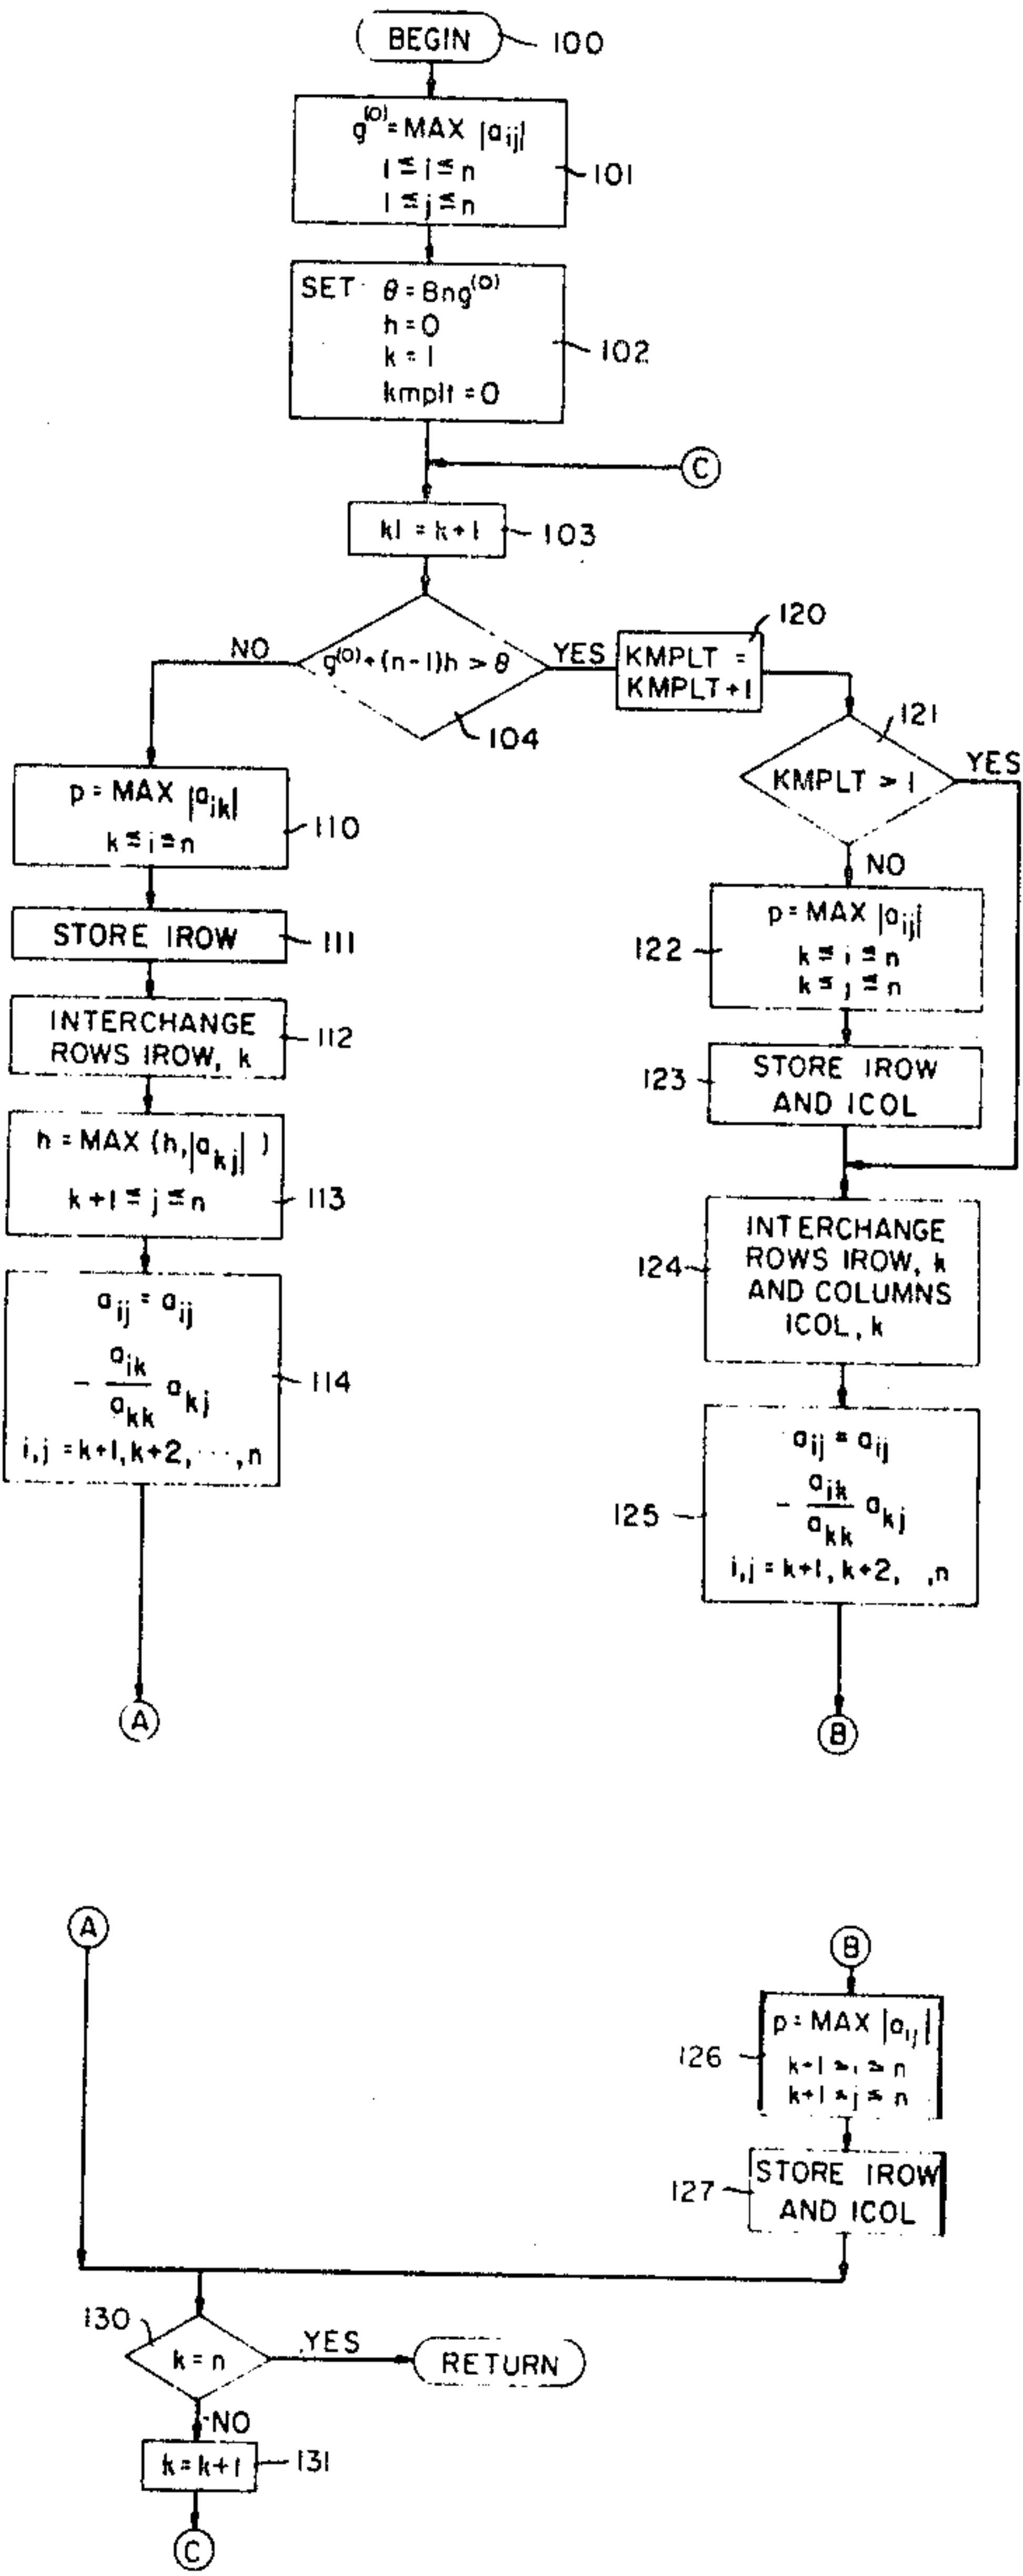 BEGIN
100
g(0) = MAX |aij|
1 ≤ i ≤ n
1 ≤ j ≤ n
101
SET θ = 8ng(0)
h = 0
k = 1
kmplt = 0
102
C
k1 = k+1
103
g(0) + (n-1)h > θ
104
NO
YES
KMPLT =
KMPLT+1
120
KMPLT > 1
121
YES
NO
p = MAX |aik|
k ≤ i ≤ n
110
STORE IROW
111
INTERCHANGE
ROWS IROW, k
112
h = MAX (h, |akj| )
k+1 ≤ j ≤ n
113
aij = aij
- aik/akk akj
i,j = k+1, k+2, ···, n
114
A
p = MAX |aij|
k ≤ i ≤ n
k ≤ j ≤ n
122
STORE IROW
AND ICOL
123
INTERCHANGE
ROWS IROW, k
AND COLUMNS
ICOL, k
124
aij = aij
- aik/akk akj
i,j = k+1, k+2, ,n
125
B
A
B
p = MAX |aij|
k+1 ≤ i ≤ n
k+1 ≤ j ≤ n
126
STORE IROW
AND ICOL
127
130
k = n
YES
RETURN
NO
k = k+1
131
C